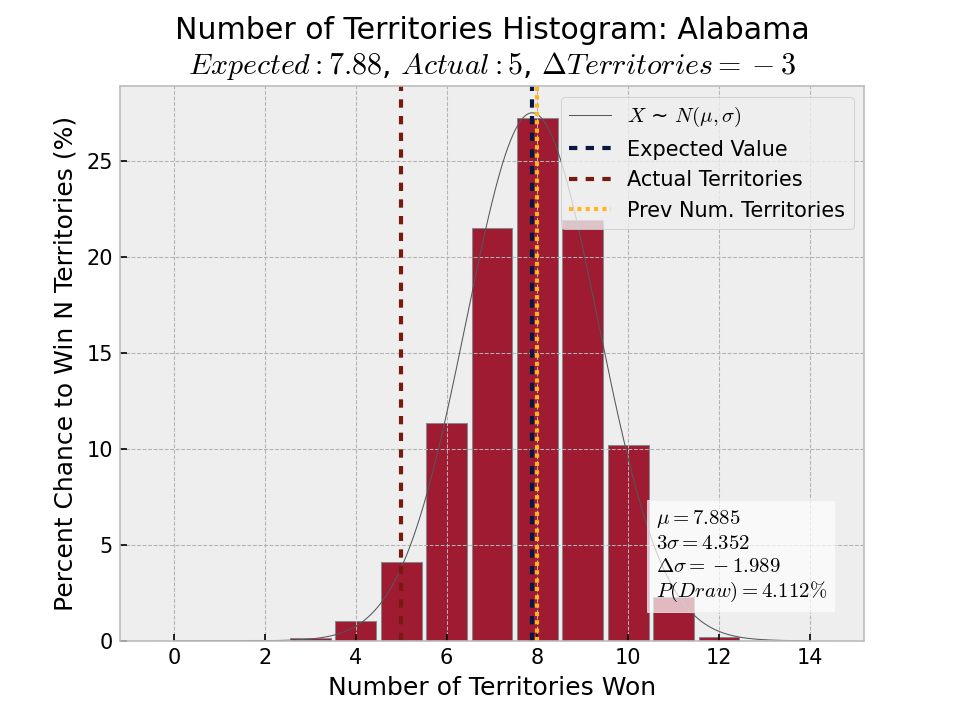 Number of Territories Histogram: Alabama
Expected : 7.88, Actual : 5, ΔTerritories = −3
Percent Chance to Win N Territories (%)
25
20
15
10
5
0
X ~ N(μ, σ)
Expected Value
Actual Territories
Prev Num. Territories
μ = 7.885
3σ = 4.352
Δσ = −1.989
P(Draw) = 4.112%
0 2 4 6 8 10 12 14
Number of Territories Won